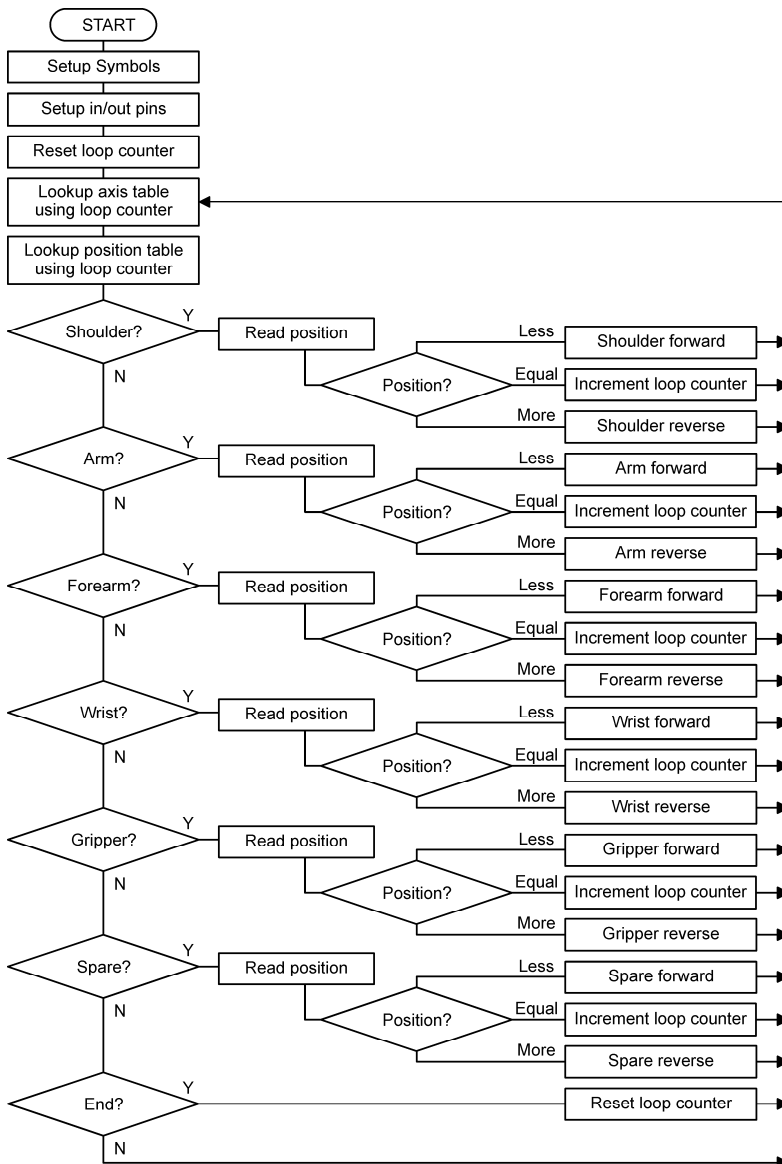 START
Setup Symbols
Setup in/out pins
Reset loop counter
Lookup axis table
using loop counter
Lookup position table
using loop counter
Shoulder?
Y
N
Read position
Position?
Less
Shoulder forward
Equal
Increment loop counter
More
Shoulder reverse
Arm?
Y
N
Read position
Position?
Less
Arm forward
Equal
Increment loop counter
More
Arm reverse
Forearm?
Y
N
Read position
Position?
Less
Forearm forward
Equal
Increment loop counter
More
Forearm reverse
Wrist?
Y
N
Read position
Position?
Less
Wrist forward
Equal
Increment loop counter
More
Wrist reverse
Gripper?
Y
N
Read position
Position?
Less
Gripper forward
Equal
Increment loop counter
More
Gripper reverse
Spare?
Y
N
Read position
Position?
Less
Spare forward
Equal
Increment loop counter
More
Spare reverse
End?
Y
N
Reset loop counter